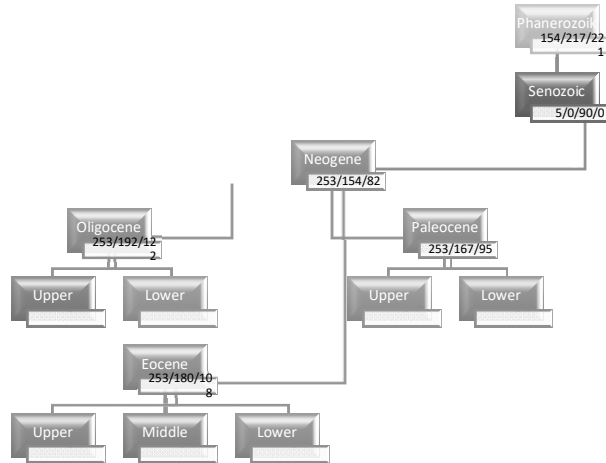 Phanerozoik
154/217/22
1
Senozoic
5/0/90/0
Neogene
253/154/82
Oligocene
253/192/12
2
Paleocene
253/167/95
Upper
Lower
Upper
Lower
Eocene
253/180/10
8
Upper
Middle
Lower